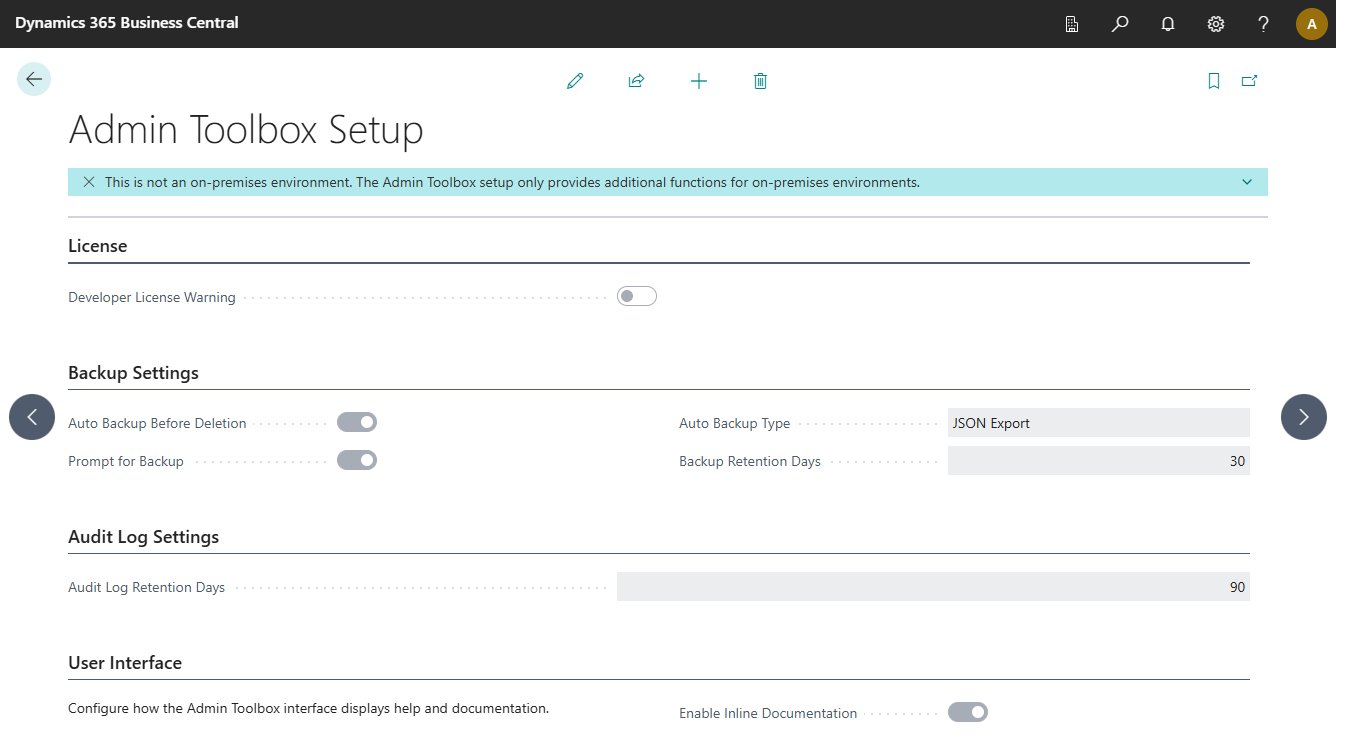 Dynamics 365 Business Central
A
Admin Toolbox Setup
This is not an on-premises environment. The Admin Toolbox setup only provides additional functions for on-premises environments.
License
Developer License Warning
Backup Settings
Auto Backup Before Deletion
Auto Backup Type
JSON Export
Prompt for Backup
Backup Retention Days
30
Audit Log Settings
Audit Log Retention Days
90
User Interface
Configure how the Admin Toolbox interface displays help and documentation.
Enable Inline Documentation